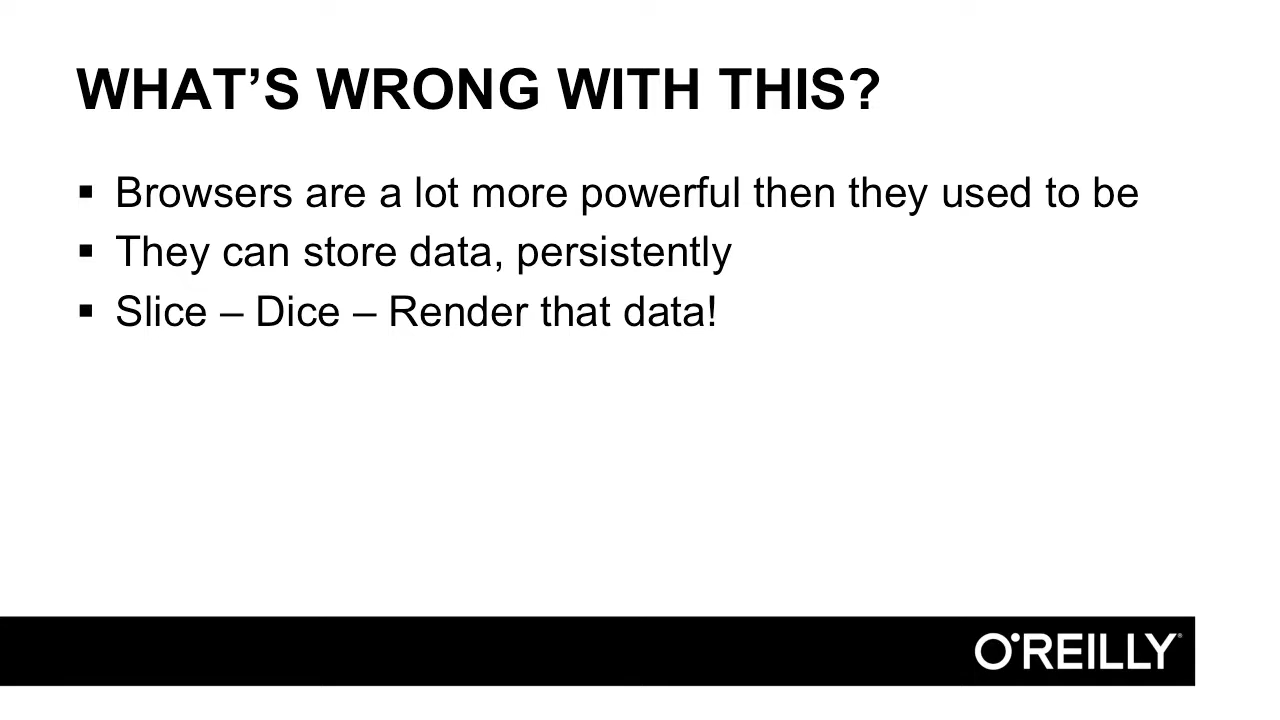 WHAT’S WRONG WITH THIS?
▪ Browsers are a lot more powerful then they used to be
▪ They can store data, persistently
▪ Slice – Dice – Render that data!
O'REILLY®